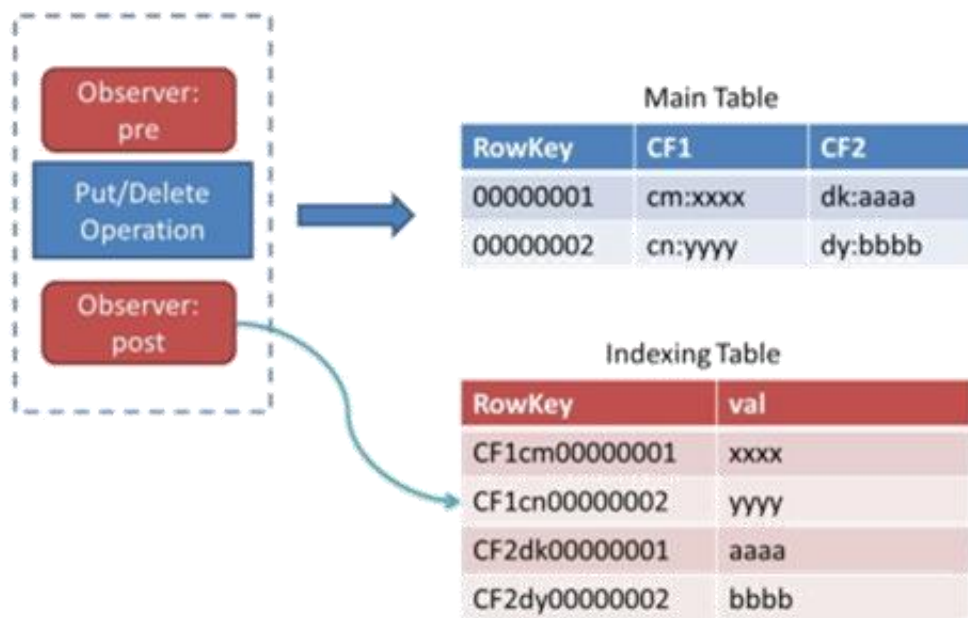 Observer:
pre
Put/Delete
Operation
Observer:
post
Main Table
RowKey CF1 CF2
00000001 cm:xxxx dk:aaaa
00000002 cn:yyyy dy:bbbb
Indexing Table
RowKey val
CF1cm00000001 xxxx
CF1cn00000002 yyyy
CF2dk00000001 aaaa
CF2dy00000002 bbbb